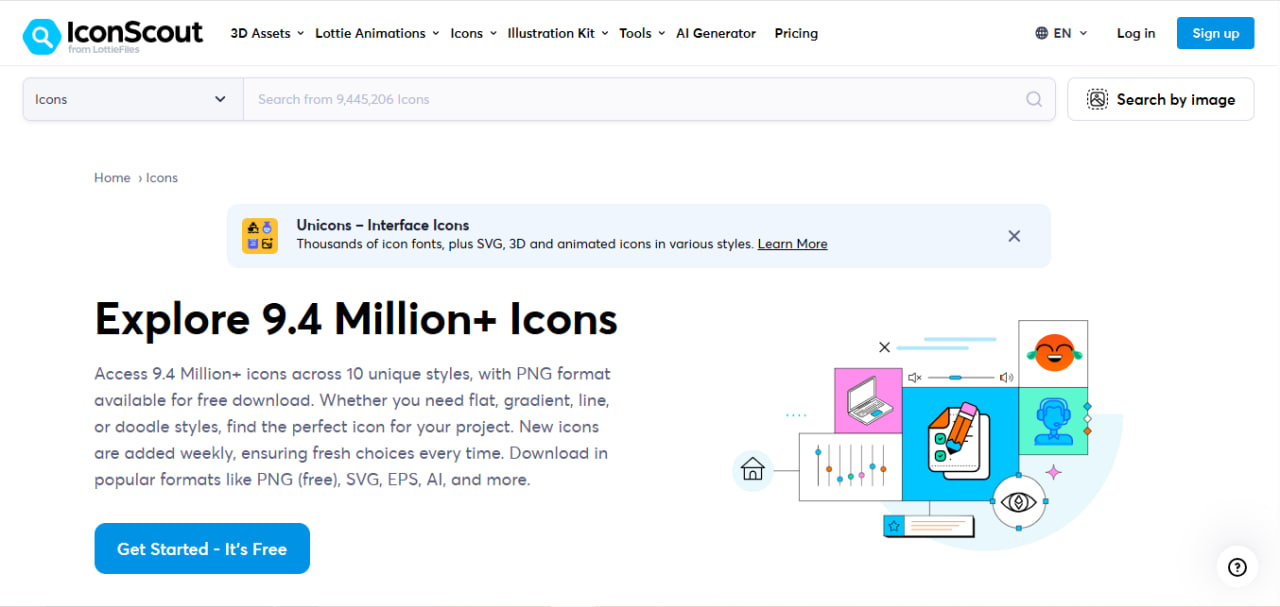 IconScout
from LottieFiles
3D Assets Lottie Animations Icons Illustration Kit Tools AI Generator Pricing EN Log in Sign up
Icons Search from 9,445,206 Icons Search by image
Home › Icons
Unicons – Interface Icons
Thousands of icon fonts, plus SVG, 3D and animated icons in various styles. Learn More
Explore 9.4 Million+ Icons
Access 9.4 Million+ icons across 10 unique styles, with PNG format
available for free download. Whether you need flat, gradient, line,
or doodle styles, find the perfect icon for your project. New icons
are added weekly, ensuring fresh choices every time. Download in
popular formats like PNG (free), SVG, EPS, AI, and more.
Get Started - It's Free